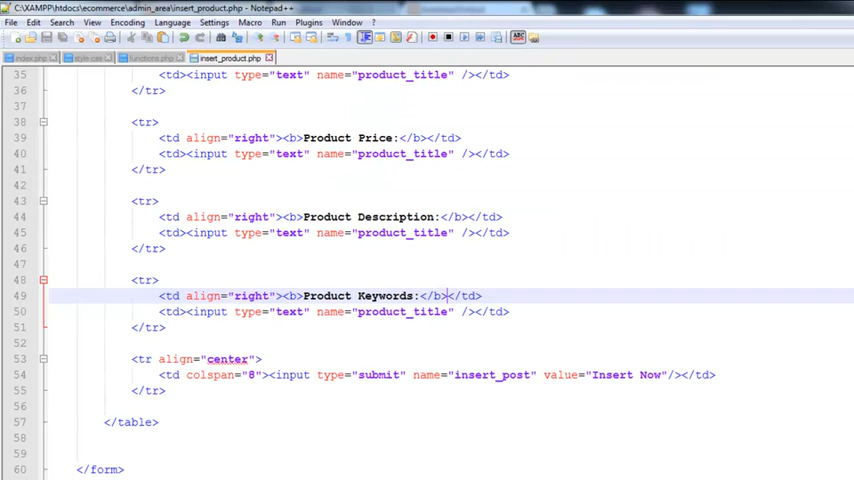 C:\XAMPP\htdocs\ecommerce\admin_area\insert_product.php - Notepad++
File Edit Search View Encoding Language Settings Macro Run Plugins Window ?
index.php style.css functions.php insert_product.php
35 <td><input type="text" name="product_title" /></td>
36 </tr>
37
38 <tr>
39 <td align="right"><b>Product Price:</b></td>
40 <td><input type="text" name="product_title" /></td>
41 </tr>
42
43 <tr>
44 <td align="right"><b>Product Description:</b></td>
45 <td><input type="text" name="product_title" /></td>
46 </tr>
47
48 <tr>
49 <td align="right"><b>Product Keywords:</b></td>
50 <td><input type="text" name="product_title" /></td>
51 </tr>
52
53 <tr align="center">
54 <td colspan="8"><input type="submit" name="insert_post" value="Insert Now"/></td>
55 </tr>
56
57 </table>
58
59
60 </form>